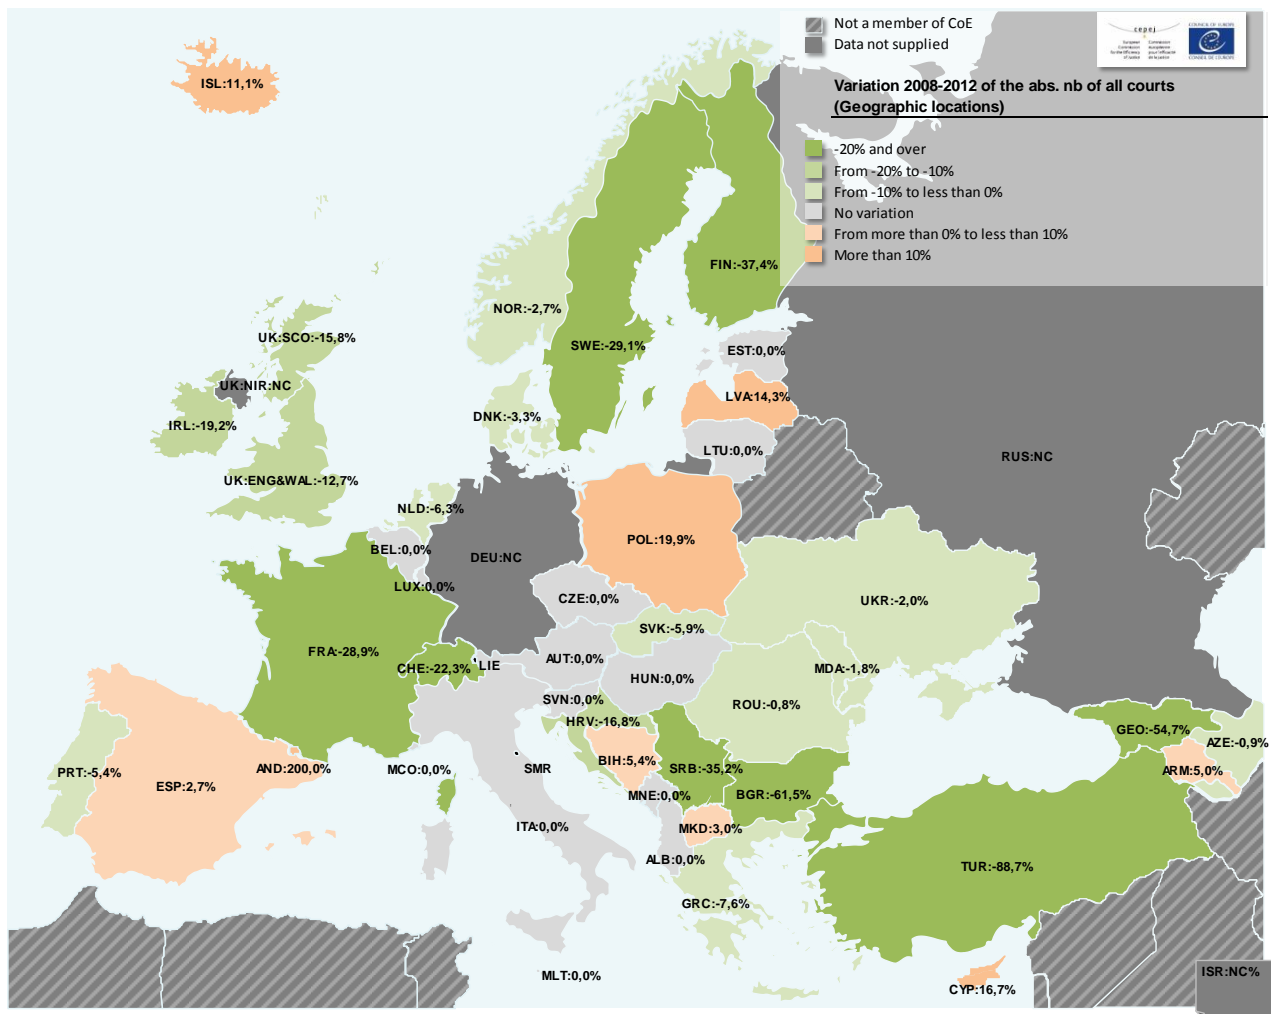 Not a member of CoE
Data not supplied
cepej
COUNCIL OF EUROPE
CONSEIL DE L'EUROPE
Variation 2008-2012 of the abs. nb of all courts
(Geographic locations)
-20% and over
From -20% to -10%
From -10% to less than 0%
No variation
From more than 0% to less than 10%
More than 10%
ISL:11,1%
FIN:-37,4%
NOR:-2,7%
UK:SCO:-15,8%
SWE:-29,1%
EST:0,0%
UK:NIR:NC
LVA:14,3%
DNK:-3,3%
IRL:-19,2%
LTU:0,0%
RUS:NC
UK:ENG&WAL:-12,7%
NLD:-6,3%
POL:19,9%
BEL:0,0%
DEU:NC
LUX:0,0%
CZE:0,0%
UKR:-2,0%
SVK:-5,9%
FRA:-28,9%
AUT:0,0%
CHE:-22,3%
LIE
MDA:-1,8%
HUN:0,0%
SVN:0,0%
ROU:-0,8%
HRV:-16,8%
GEO:-54,7%
AZE:-0,9%
BIH:5,4%
PRT:-5,4%
AND:200,0%
MCO:0,0%
SMR
SRB:-35,2%
ARM:5,0%
ESP:2,7%
MNE:0,0%
BGR:-61,5%
ITA:0,0%
MKD:3,0%
ALB:0,0%
TUR:-88,7%
GRC:-7,6%
MLT:0,0%
ISR:NC%
CYP:16,7%